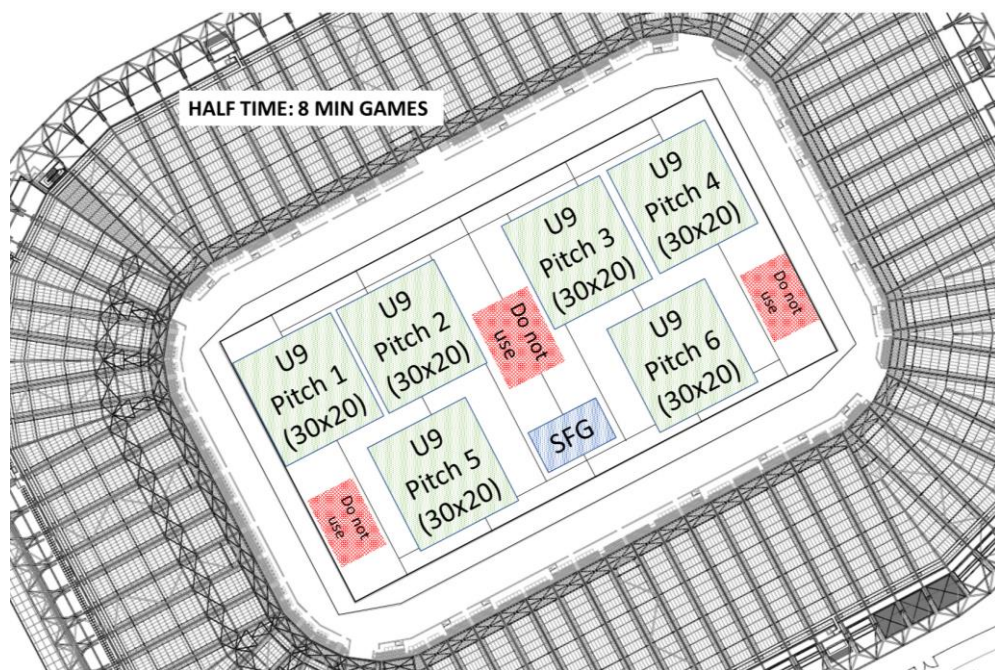 HALF TIME: 8 MIN GAMES
U9
Pitch 1
(30x20)
U9
Pitch 2
(30x20)
U9
Pitch 3
(30x20)
U9
Pitch 4
(30x20)
Do not
use
Do not
use
U9
Pitch 5
(30x20)
U9
Pitch 6
(30x20)
SFG
Do not
use